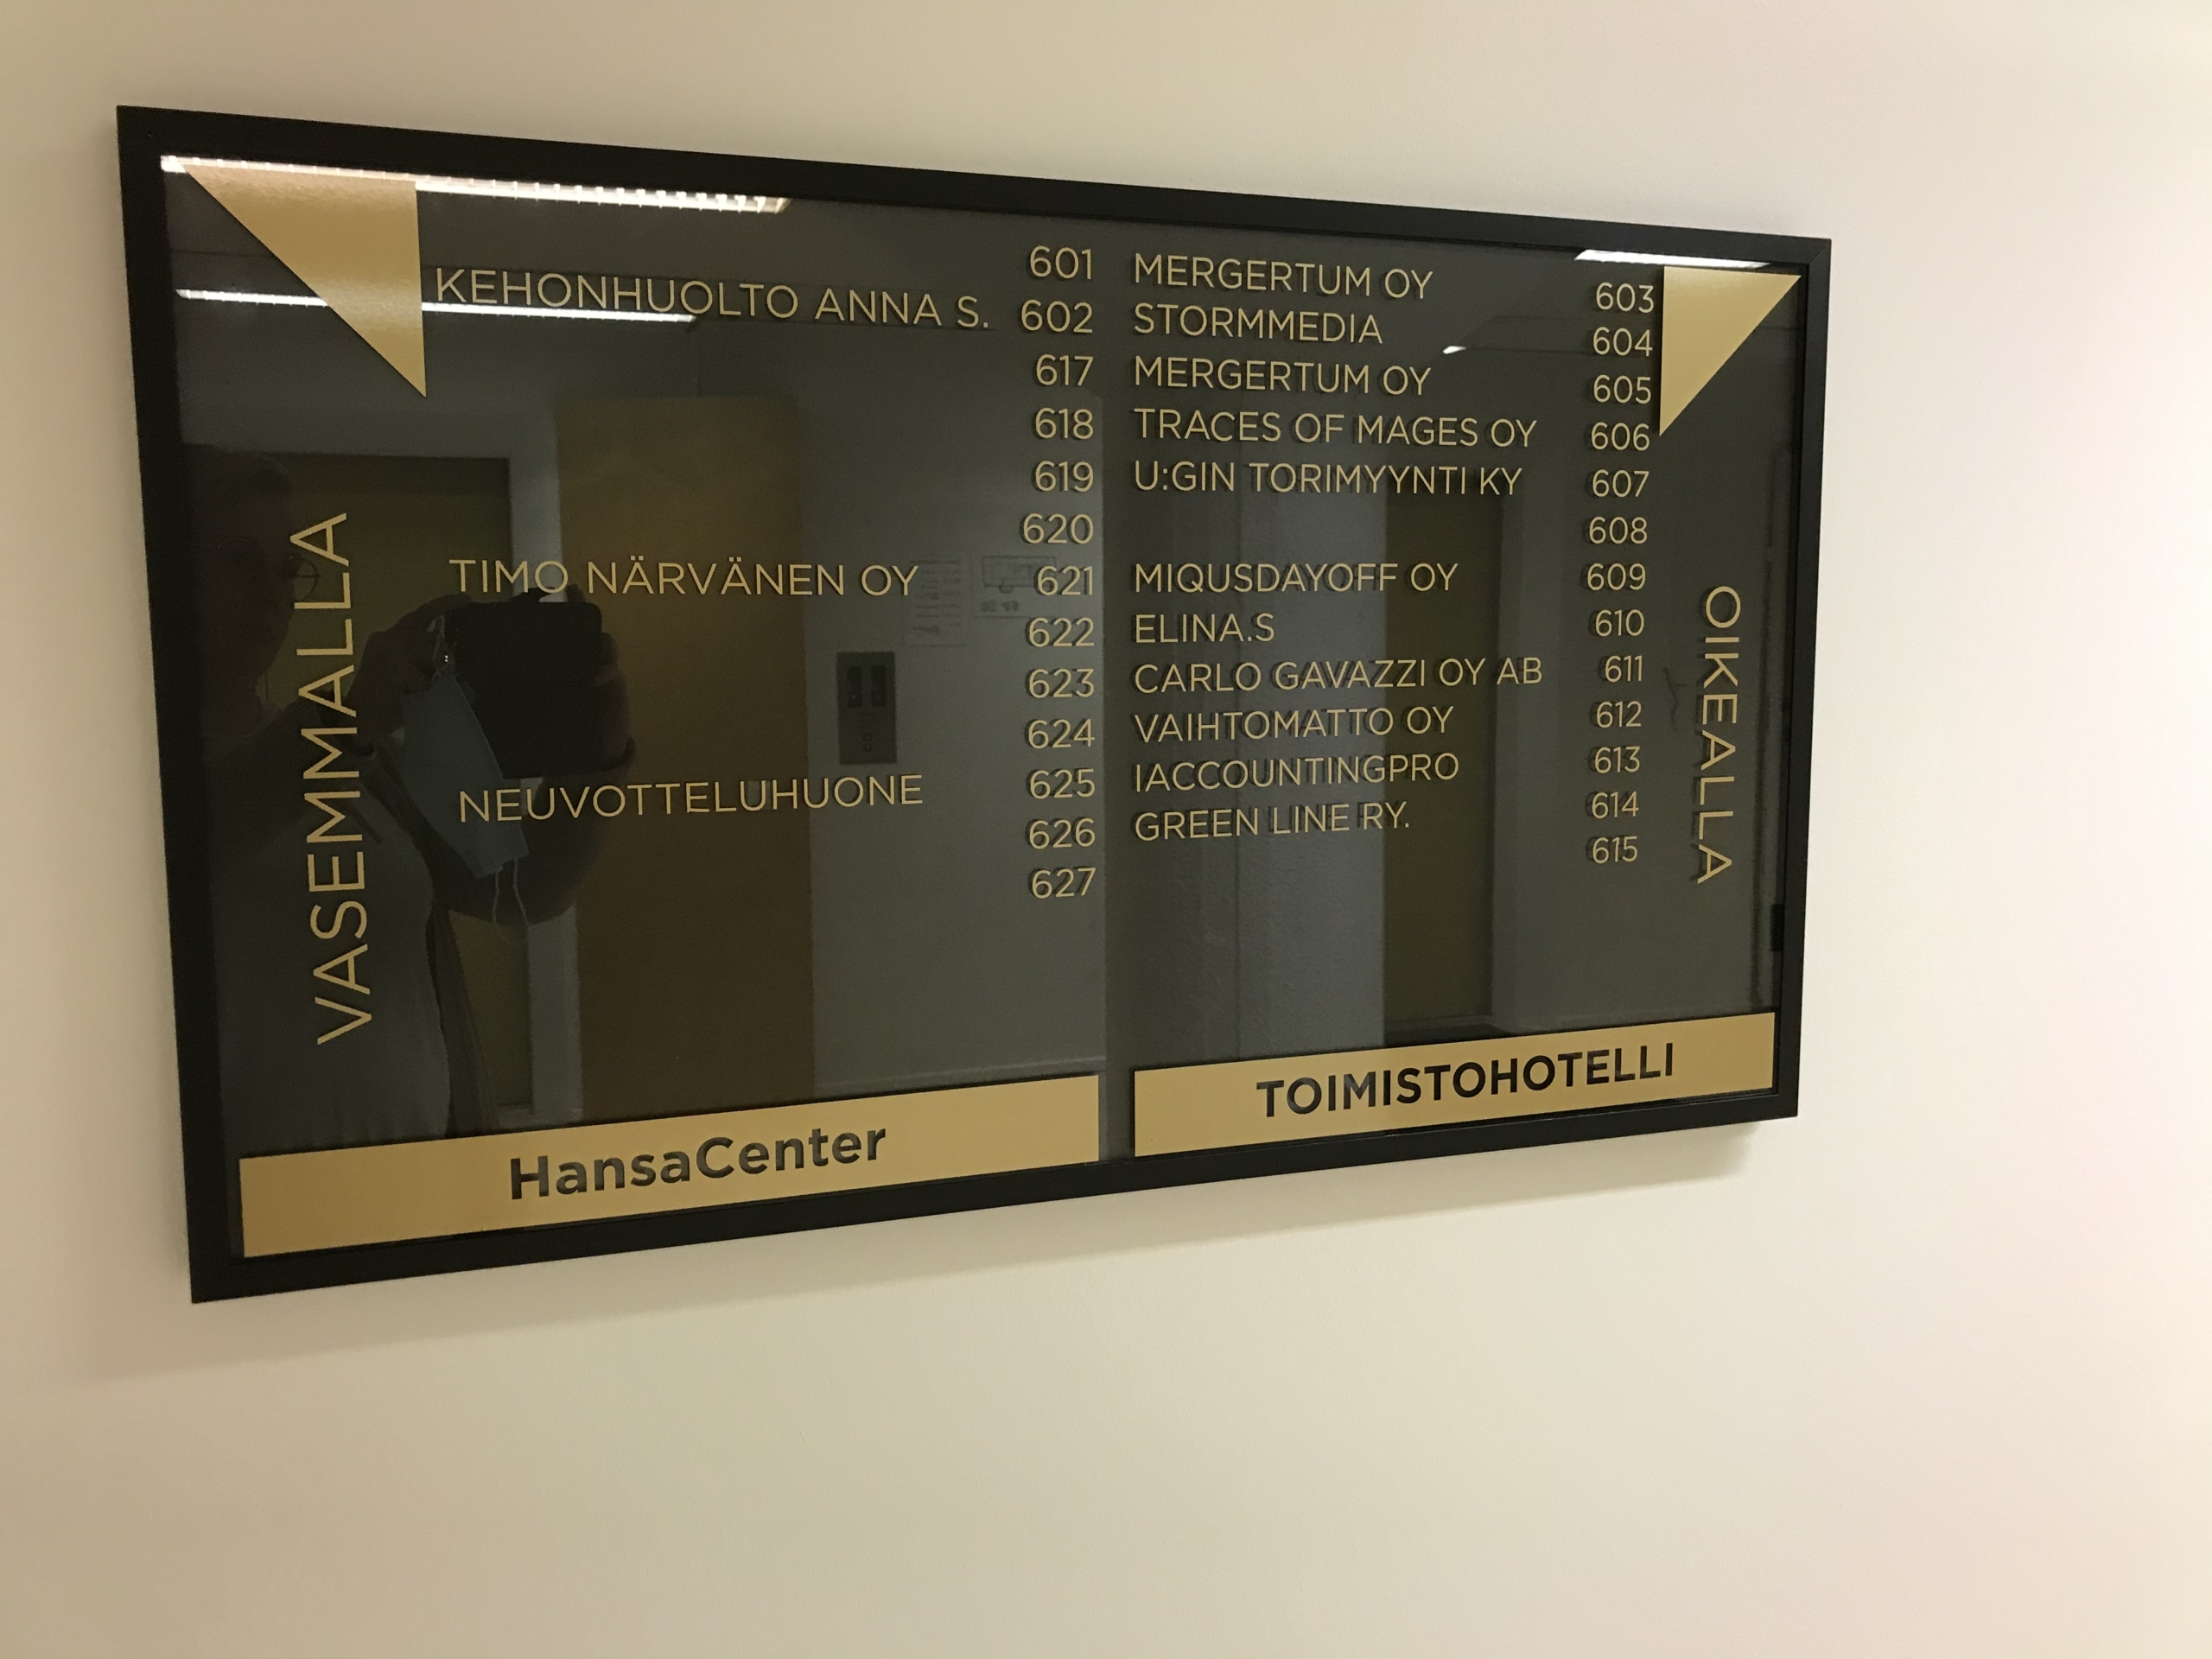 VASEMMALLA
601
KEHONHUOLTO ANNA S. 602
617
618
619
620
TIMO NÄRVÄNEN OY 621
622
623
624
NEUVOTTELUHUONE 625
626
627
HansaCenter
MERGERTUM OY 603
STORMMEDIA 604
MERGERTUM OY 605
TRACES OF MAGES OY 606
U:GIN TORIMYYNTI KY 607
608
MIQUSDAYOFF OY 609
ELINA.S 610
CARLO GAVAZZI OY AB 611
VAIHTOMATTO OY 612
IACCOUNTINGPRO 613
GREEN LINE RY. 614
615
OIKEALLA
TOIMISTOHOTELLI